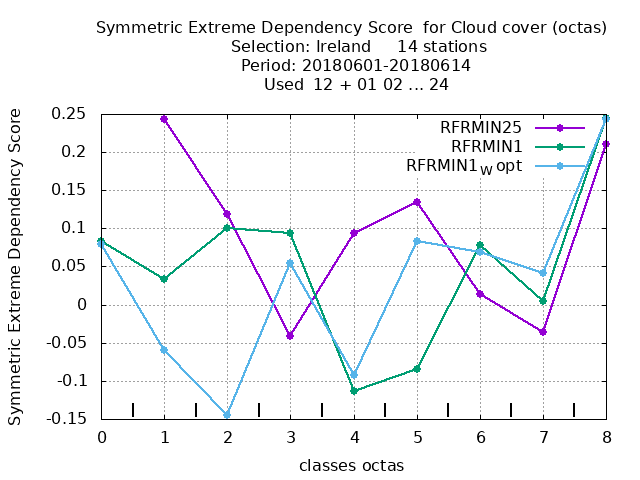 Symmetric Extreme Dependency Score for Cloud cover (octas)
Selection: Ireland 14 stations
Period: 20180601-20180614
Used 12 + 01 02 ... 24
Symmetric Extreme Dependency Score
0.25
0.2
0.15
0.1
0.05
0
-0.05
-0.1
-0.15
RFRMIN25
RFRMIN1
RFRMIN1W opt
0 1 2 3 4 5 6 7 8
classes octas